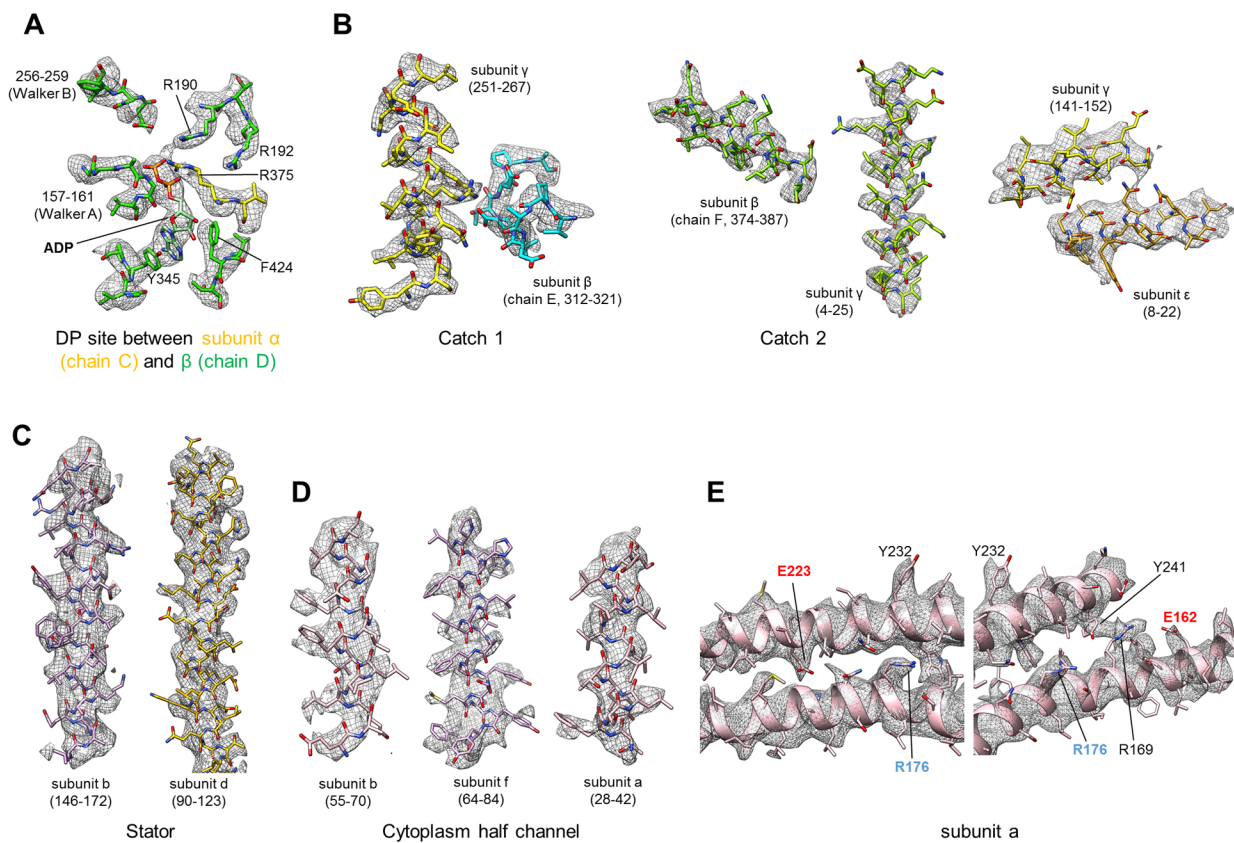 A
256-259
(Walker B)
R190
R192
R375
157-161
(Walker A)
ADP
Y345
F424
DP site between subunit α
(chain C) and β (chain D)
B
subunit γ
(251-267)
subunit β
(chain E, 312-321)
Catch 1
subunit β
(chain F, 374-387)
subunit γ
(4-25)
Catch 2
subunit γ
(141-152)
subunit ε
(8-22)
C
subunit b
(146-172)
subunit d
(90-123)
Stator
D
subunit b
(55-70)
subunit f
(64-84)
subunit a
(28-42)
Cytoplasm half channel
E
E223
Y232
R176
Y232
Y241
E162
R176
R169
subunit a